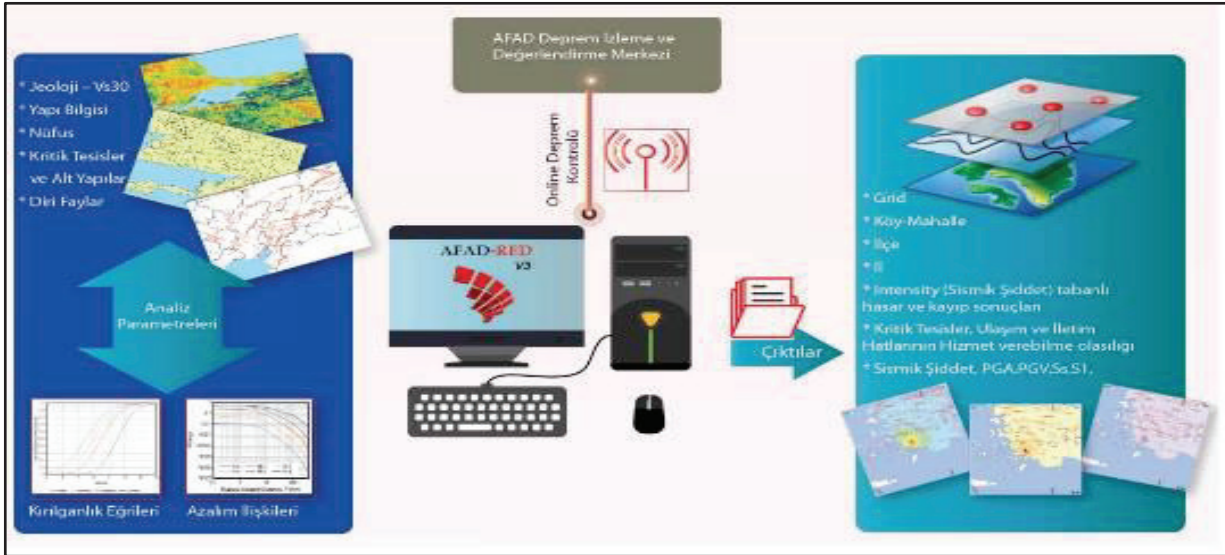 * Jeoloji – Vs30
* Yapı Bilgisi
* Nüfus
* Kritik Tesisler
ve Alt Yapılar
* Diri Faylar
Analiz
Parametreleri
Kırılganlık Eğrileri
Azalım İlişkileri
AFAD Deprem İzleme ve
Değerlendirme Merkezi
Online Deprem
Kontrolü
AFAD-RED
V3
Çıktılar
* Grid
* Köy-Mahalle
* İlçe
* İl
* Intensity (Sismik Şiddet) tabanlı
hasar ve kayıp sonuçları
* Kritik Tesisler, Ulaşım ve İletim
Hatlarının Hizmet verebilme olasılığı
* Sismik Şiddet, PGA,PGV,Ss,S1,